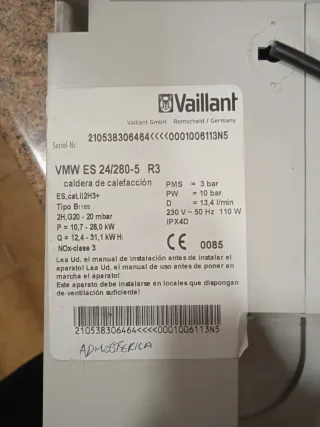 Vaillant
Vaillant GmbH Remscheid / Germany
Serial-Nr.
210538306464<<<<0001006113N5
VMW ES 24/280-5 R3
caldera de calefacción
PMS = 3 bar
ES,cat.II2H3+
PW = 10 bar
Tipo B11BS
D = 13,4 l/min
2H,G20 - 20 mbar
230 V ~ 50 Hz 110 W
P = 10,7 - 28,0 kW
IPX4D
Q = 12,4 - 31,1 kW Hi
NOx-clase 3
CE 0085
Lea Ud. el manual de instalación antes de instalar el
aparato! Lea Ud. el manual de uso antes de poner en
marcha el aparato!
Este aparato debe instalarse en locales que dispongan
de ventilación suficiente!
210538306464<<<<0001006113N5
ADMOSFERICA